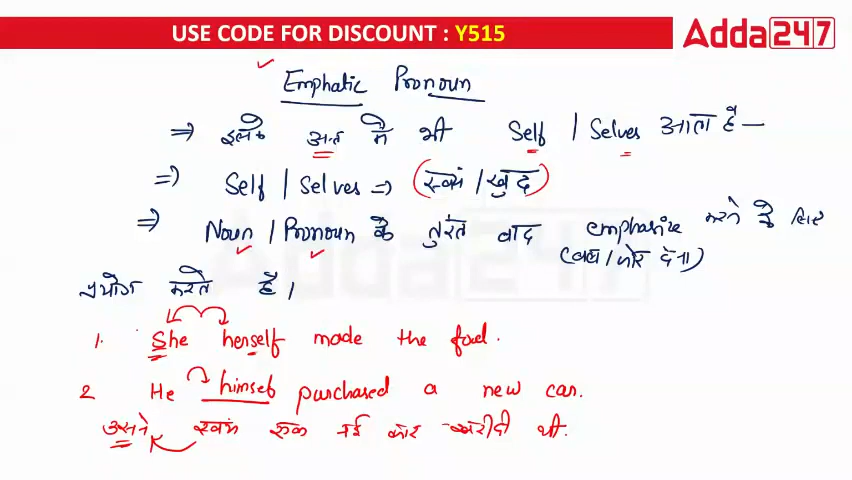 USE CODE FOR DISCOUNT : Y515
Adda247
Emphatic Pronoun
⇒ इसके अन्त में भी Self / Selves आता है —
⇒ Self / Selves ⇒ (स्वयं / खुद)
⇒ Noun / Pronoun के तुरंत बाद emphasize करने के लिए
(बल / जोर देना)
प्रयोग करते हैं।
1. She herself made the food.
2 He himself purchased a new car.
उसने स्वयं एक नई कार खरीदी थी.